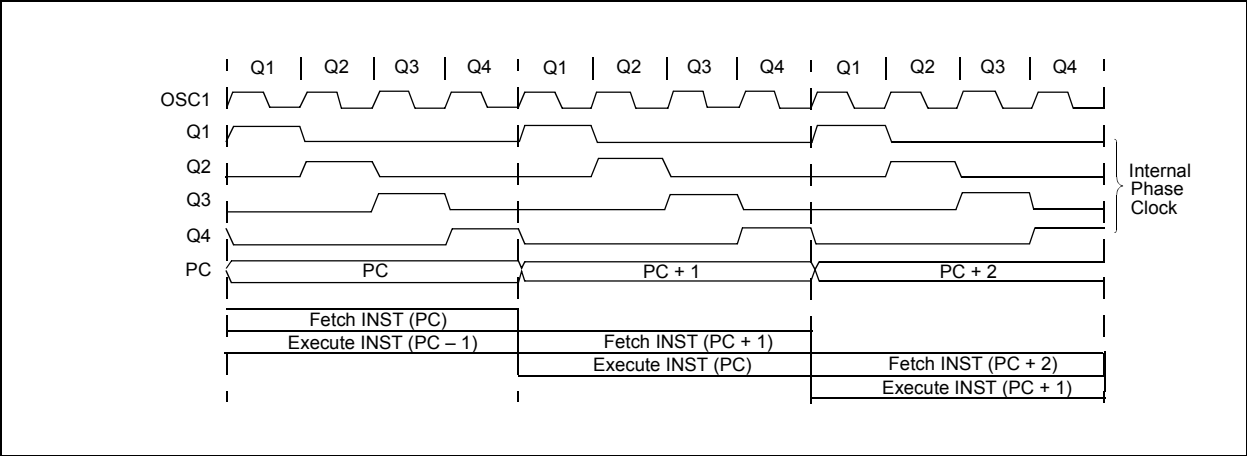 Q1 Q2 Q3 Q4 Q1 Q2 Q3 Q4 Q1 Q2 Q3 Q4
OSC1
Q1
Q2
Q3
Q4
Internal
Phase
Clock
PC PC PC + 1 PC + 2
Fetch INST (PC)
Execute INST (PC – 1) Fetch INST (PC + 1)
Execute INST (PC) Fetch INST (PC + 2)
Execute INST (PC + 1)